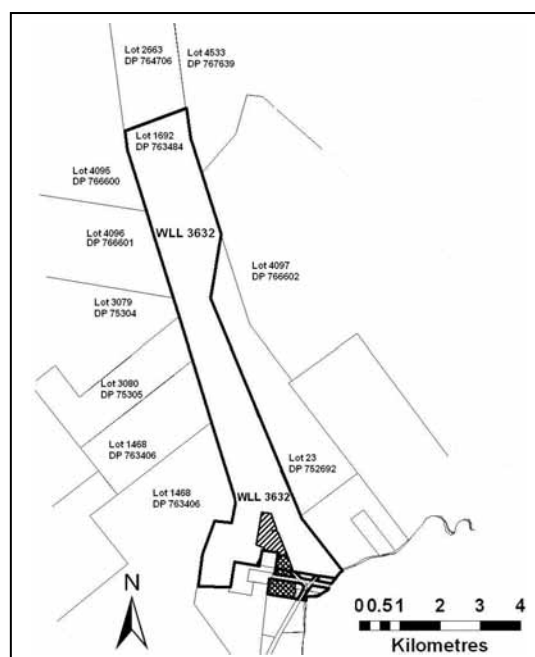 Lot 2663
DP 764706
Lot 4533
DP 767639
Lot 1692
DP 763484
Lot 4095
DP 766600
Lot 4096
DP 766601
WLL 3632
Lot 4097
DP 766602
Lot 3079
DP 75304
Lot 3080
DP 75305
Lot 1468
DP 763406
Lot 23
DP 752692
Lot 1468
DP 763406
WLL 3632
N
0 0.5 1 2 3 4
Kilometres